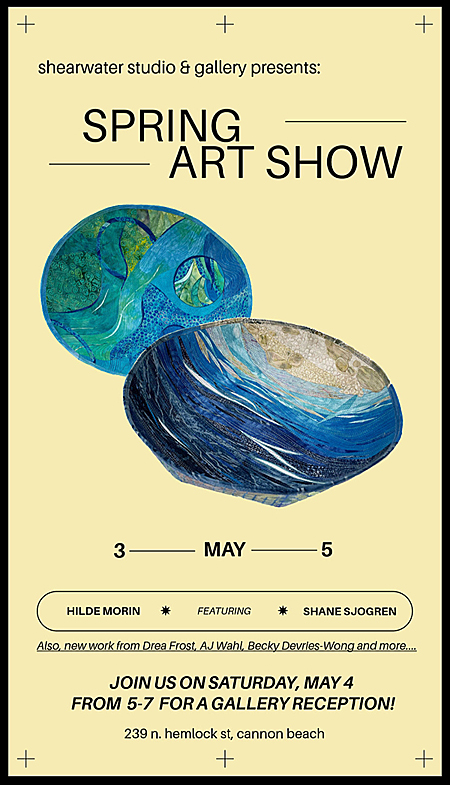 shearwater studio & gallery presents:
SPRING
ART SHOW
3 MAY 5
HILDE MORIN ✷ FEATURING ✷ SHANE SJOGREN
Also, new work from Drea Frost, AJ Wahl, Becky Devries-Wong and more....
JOIN US ON SATURDAY, MAY 4
FROM 5-7 FOR A GALLERY RECEPTION!
239 n. hemlock st, cannon beach